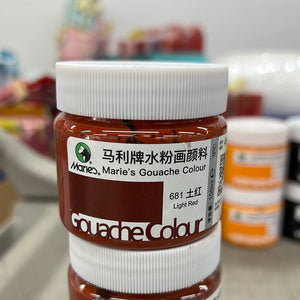 马利牌水粉画颜料
Marie's
Marie's Gouache Colour
681 土红
Light Red
Gouache Colour